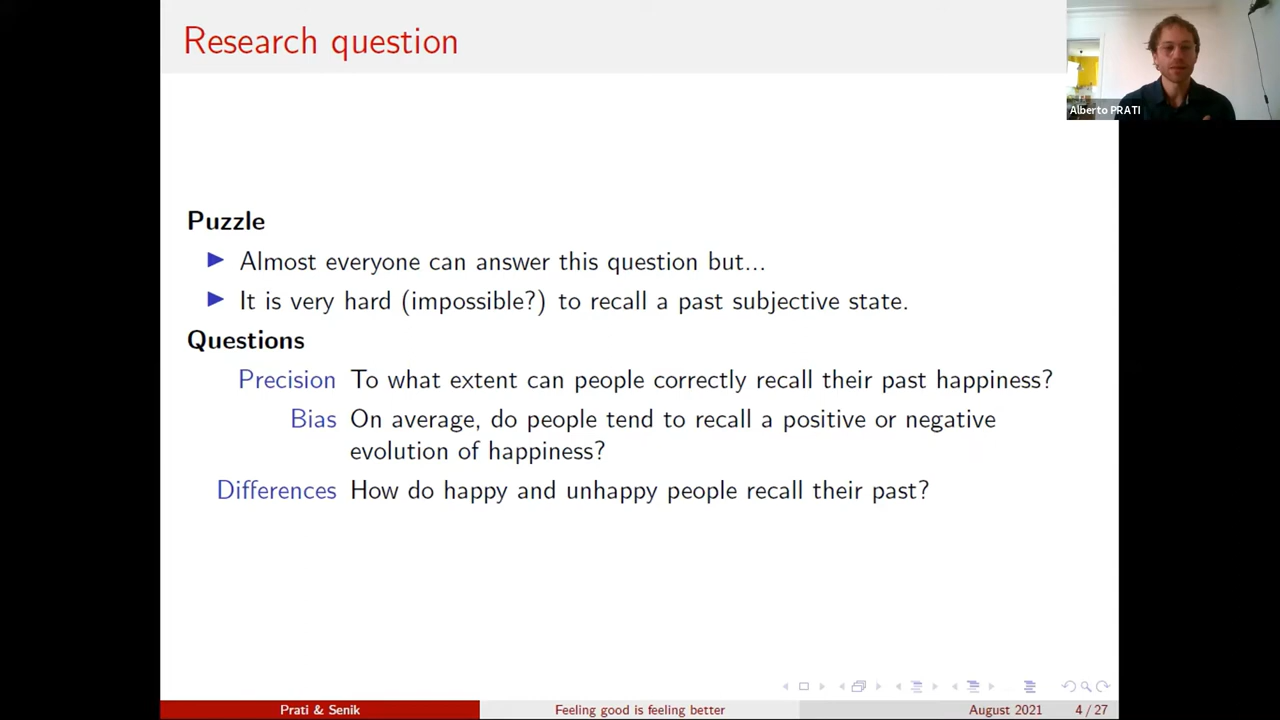 Research question
Alberto PRATI
Puzzle
Almost everyone can answer this question but...
It is very hard (impossible?) to recall a past subjective state.
Questions
Precision To what extent can people correctly recall their past happiness?
Bias On average, do people tend to recall a positive or negative
evolution of happiness?
Differences How do happy and unhappy people recall their past?
Prati & Senik Feeling good is feeling better August 2021 4 / 27